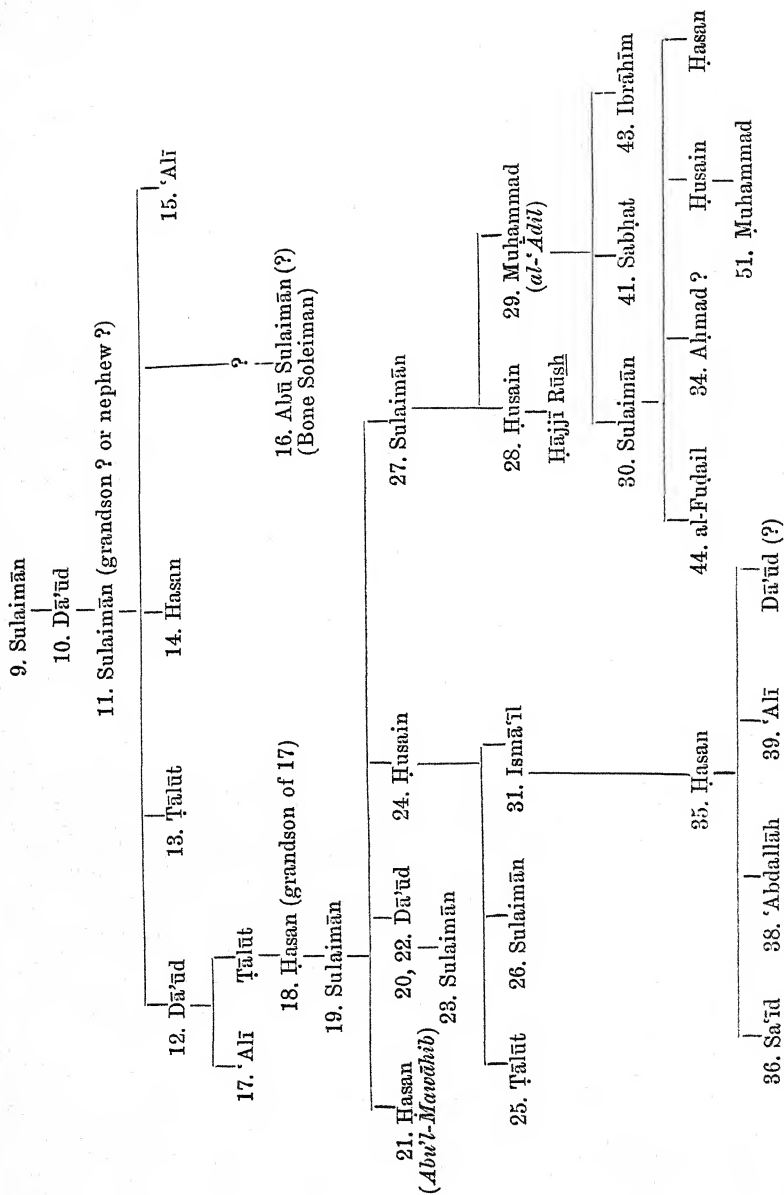 9. Sulaimān
10. Dā'ūd
11. Sulaimān (grandson ? or nephew ?)
12. Dā'ūd
13. Ṭālūt
14. Hasan
15. ‘Alī
17. ‘Alī
Ṭālūt
?
16. Abū Sulaimān (?)
(Bone Soleiman)
18. Ḥasan (grandson of 17)
19. Sulaimān
21. Ḥasan
(Abu'l-Mawāhib)
20, 22. Dā'ūd
24. Ḥusain
27. Sulaimān
23. Sulaimān
25. Ṭālūt
26. Sulaimān
31. Ismā‘īl
28. Ḥusain
29. Muḥammad
(al-‘Ādil)
Ḥājjī Rūsh
30. Sulaimān
41. Sabhat
43. Ibrāhīm
35. Ḥasan
44. al-Fuḍail
34. Aḥmad ?
Ḥusain
Ḥasan
36. Sa‘īd
38. ‘Abdallāh
39. ‘Alī
Dā'ūd (?)
51. Muḥammad